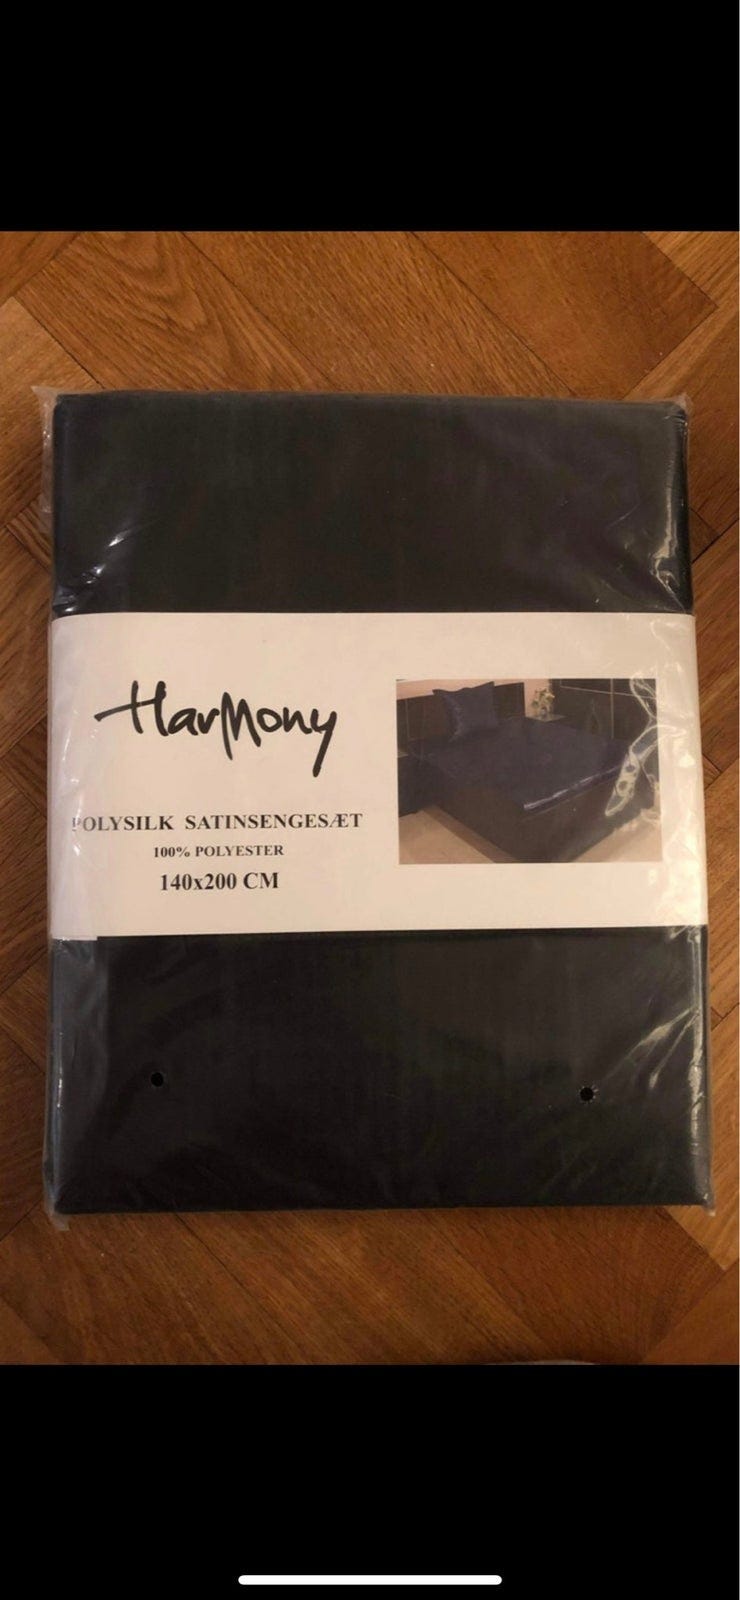 Harmony
POLYSILK SATINSENGESÆT
100% POLYESTER
140x200 CM